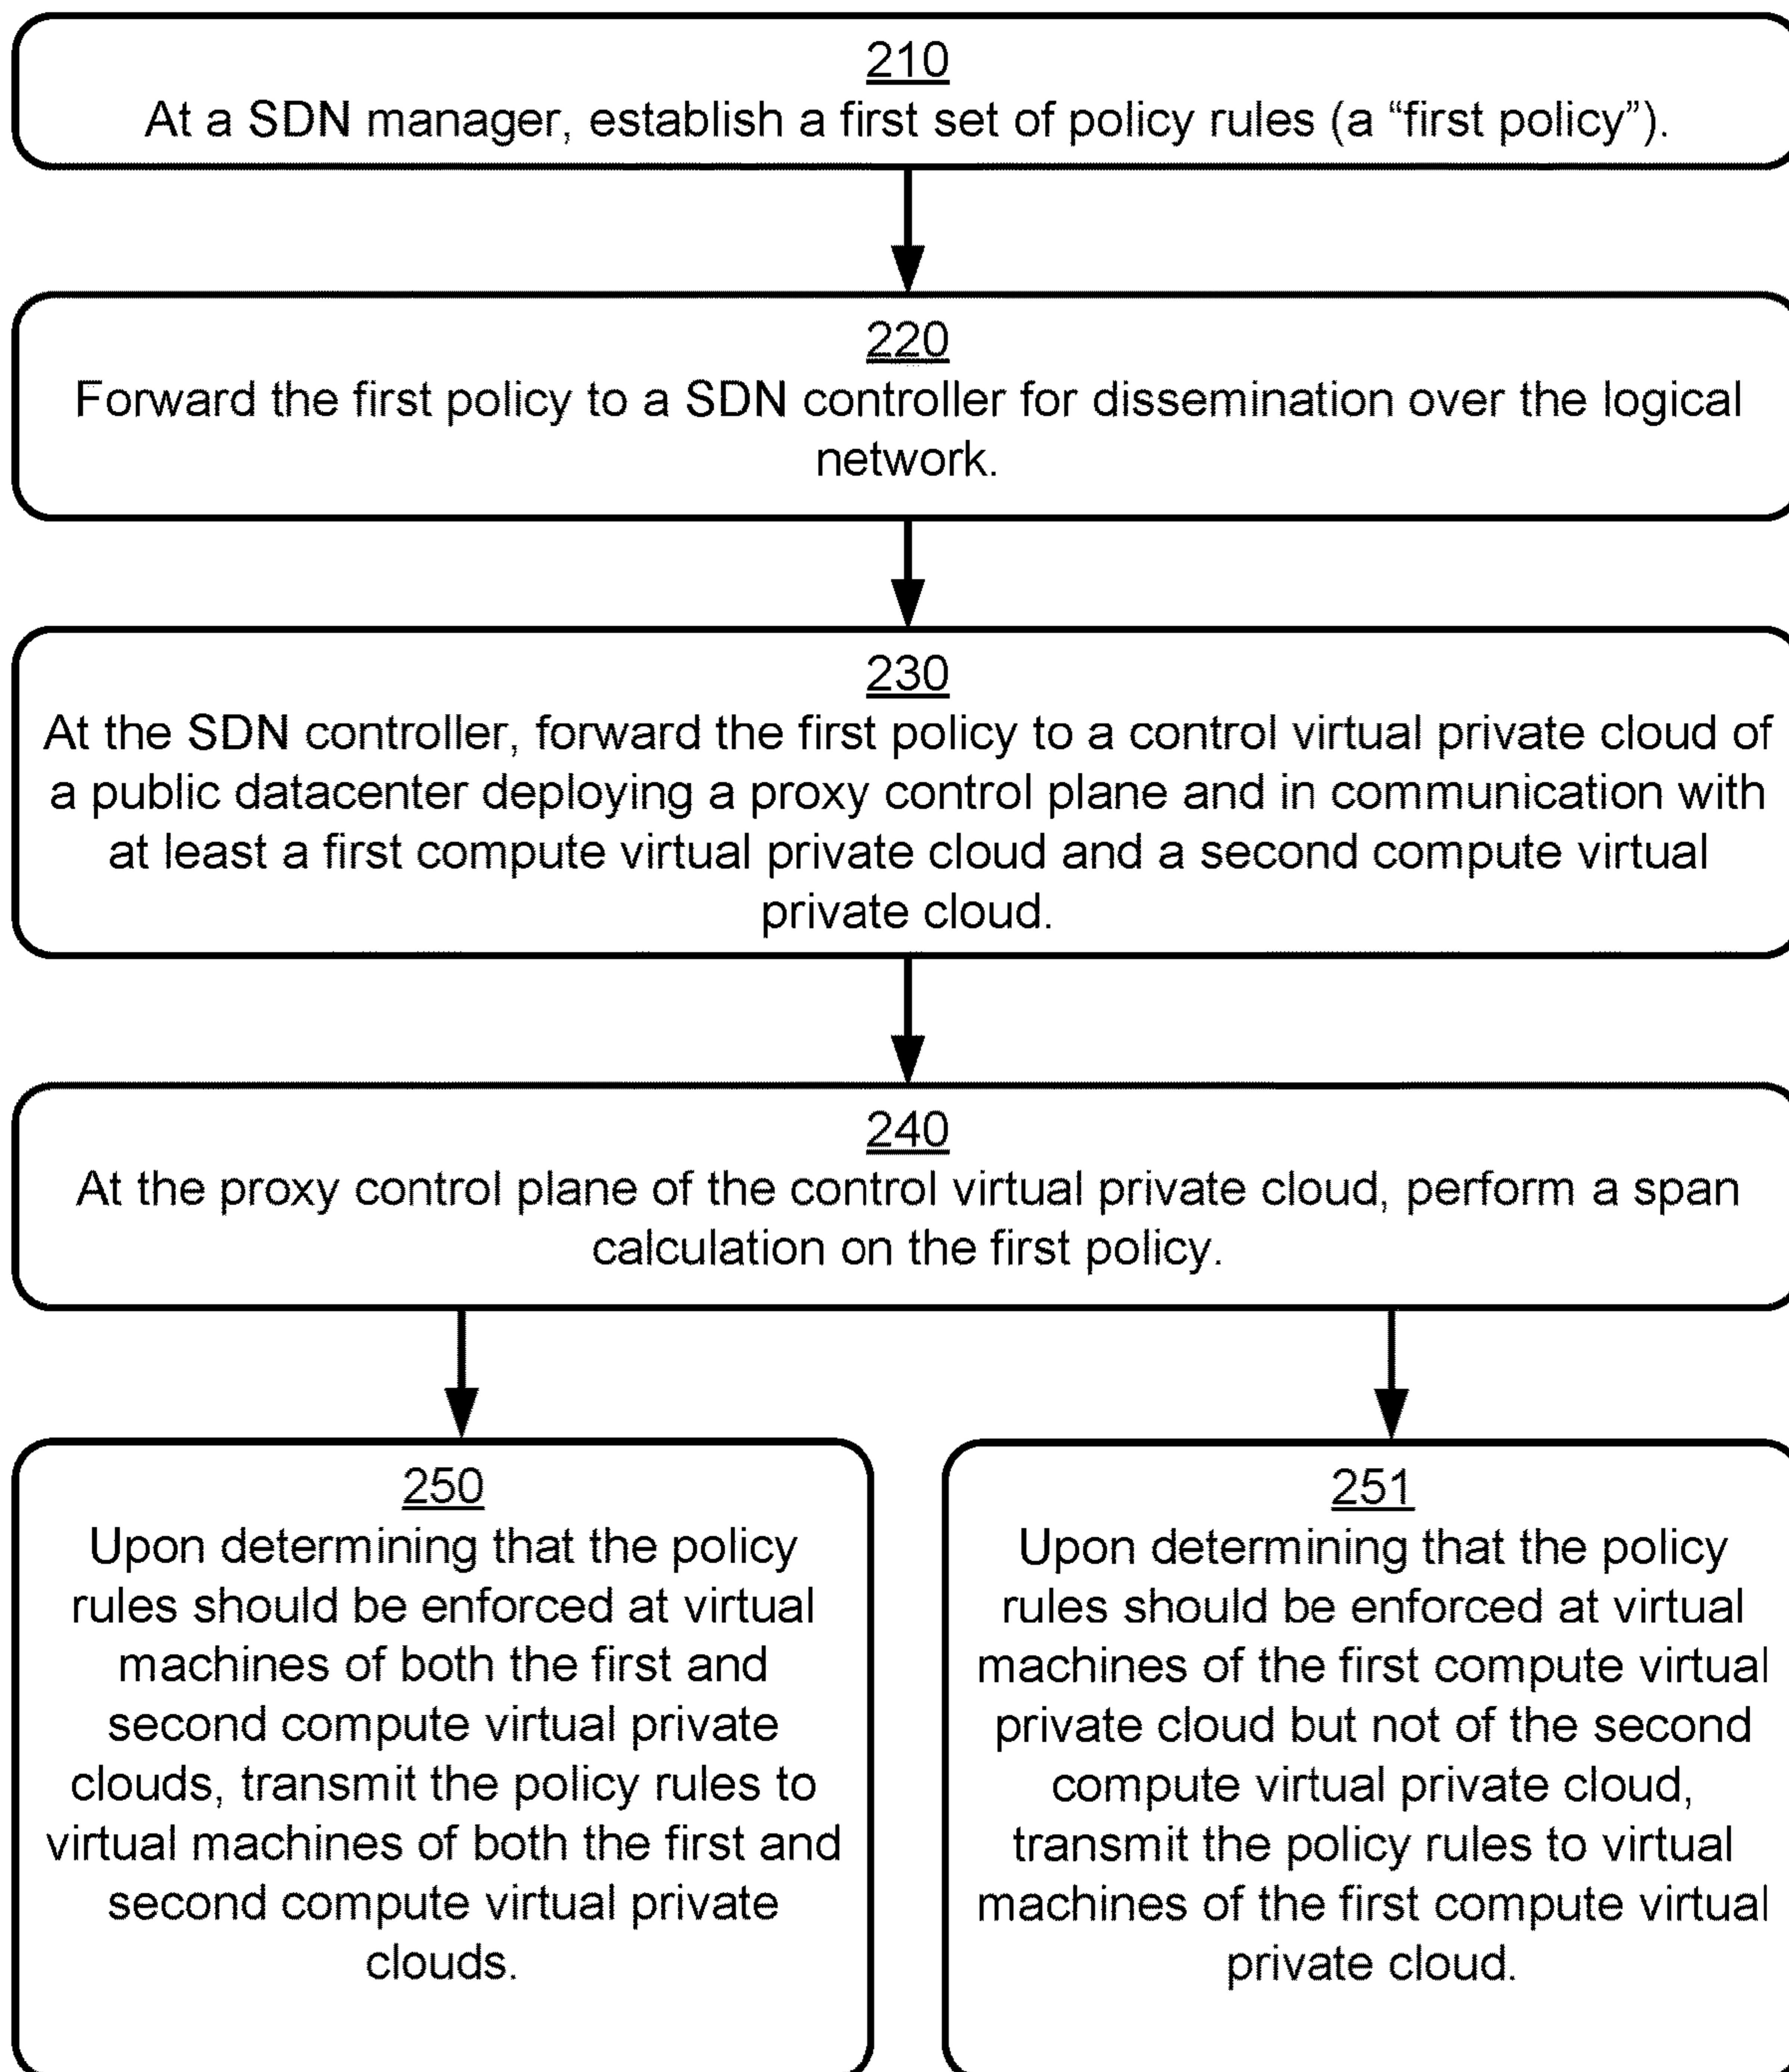 210
At a SDN manager, establish a first set of policy rules (a “first policy”).
220
Forward the first policy to a SDN controller for dissemination over the logical
network.
230
At the SDN controller, forward the first policy to a control virtual private cloud of
a public datacenter deploying a proxy control plane and in communication with
at least a first compute virtual private cloud and a second compute virtual
private cloud.
240
At the proxy control plane of the control virtual private cloud, perform a span
calculation on the first policy.
250
Upon determining that the policy
rules should be enforced at virtual
machines of both the first and
second compute virtual private
clouds, transmit the policy rules to
virtual machines of both the first and
second compute virtual private
clouds.
251
Upon determining that the policy
rules should be enforced at virtual
machines of the first compute virtual
private cloud but not of the second
compute virtual private cloud,
transmit the policy rules to virtual
machines of the first compute virtual
private cloud.